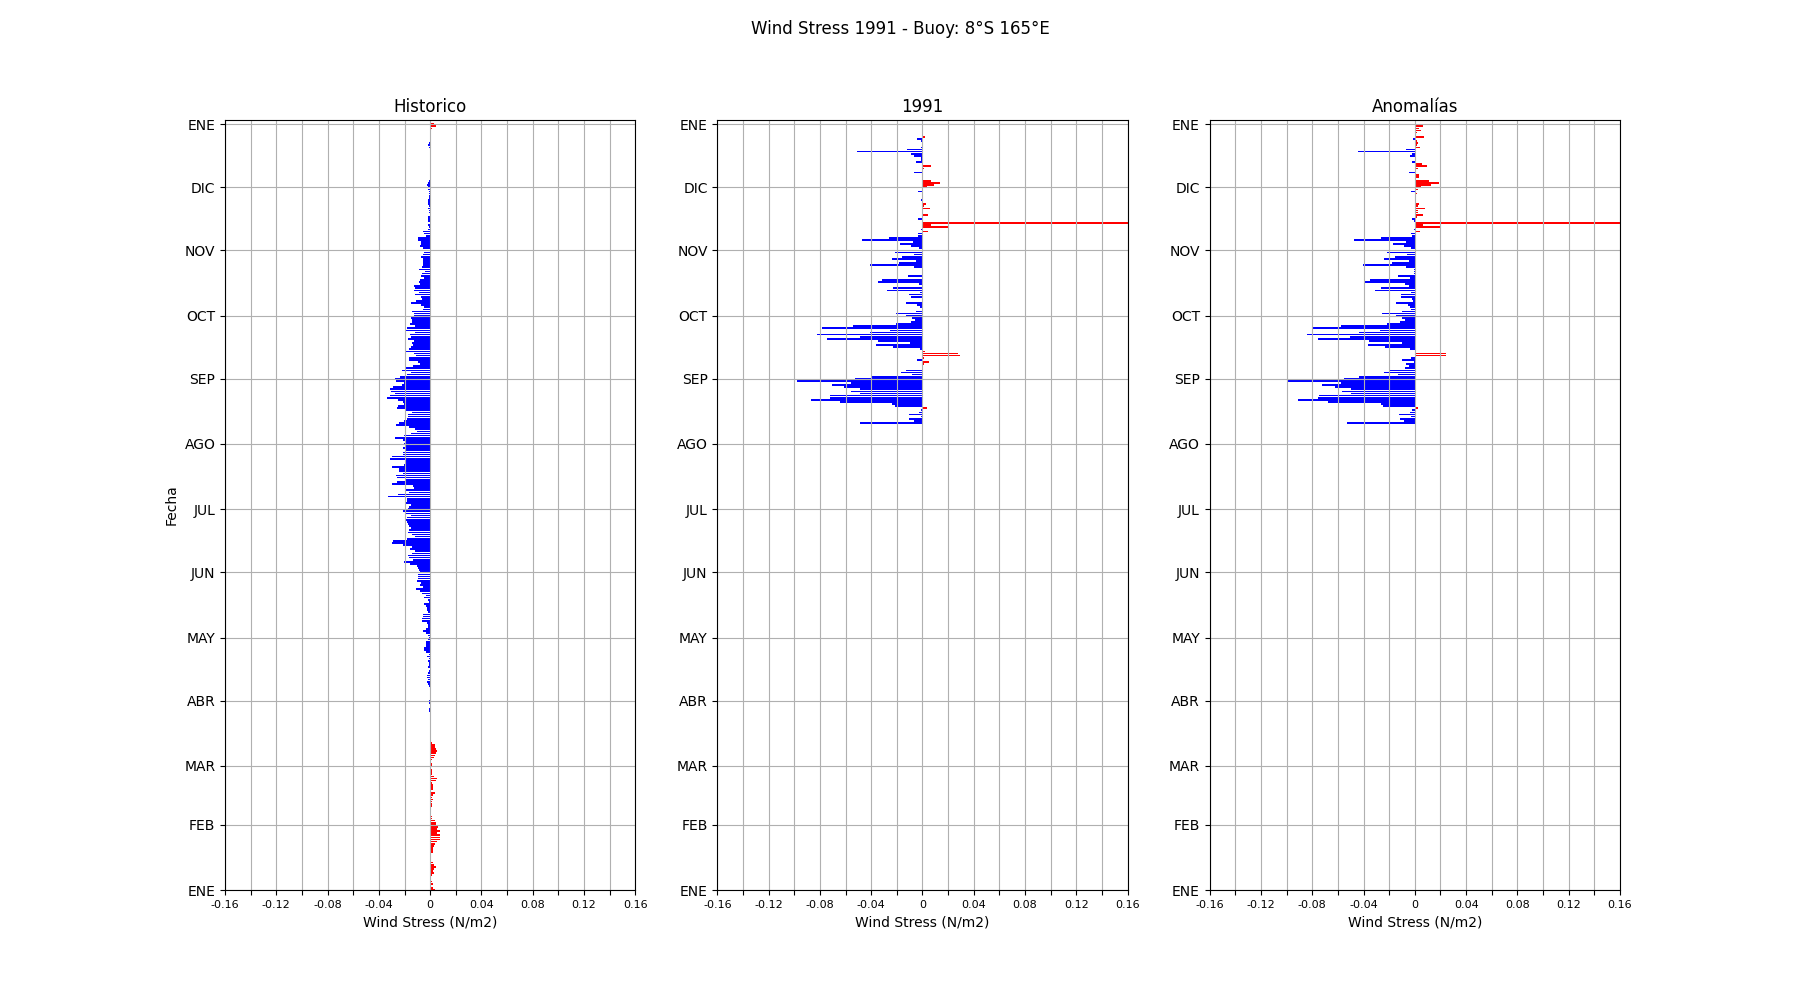 Wind Stress 1991 - Buoy: 8°S 165°E
Historico
1991
Anomalías
Fecha
ENE
DIC
NOV
OCT
SEP
AGO
JUL
JUN
MAY
ABR
MAR
FEB
ENE
-0.16 -0.12 -0.08 -0.04 0 0.04 0.08 0.12 0.16
Wind Stress (N/m2)
ENE
DIC
NOV
OCT
SEP
AGO
JUL
JUN
MAY
ABR
MAR
FEB
ENE
-0.16 -0.12 -0.08 -0.04 0 0.04 0.08 0.12 0.16
Wind Stress (N/m2)
ENE
DIC
NOV
OCT
SEP
AGO
JUL
JUN
MAY
ABR
MAR
FEB
ENE
-0.16 -0.12 -0.08 -0.04 0 0.04 0.08 0.12 0.16
Wind Stress (N/m2)